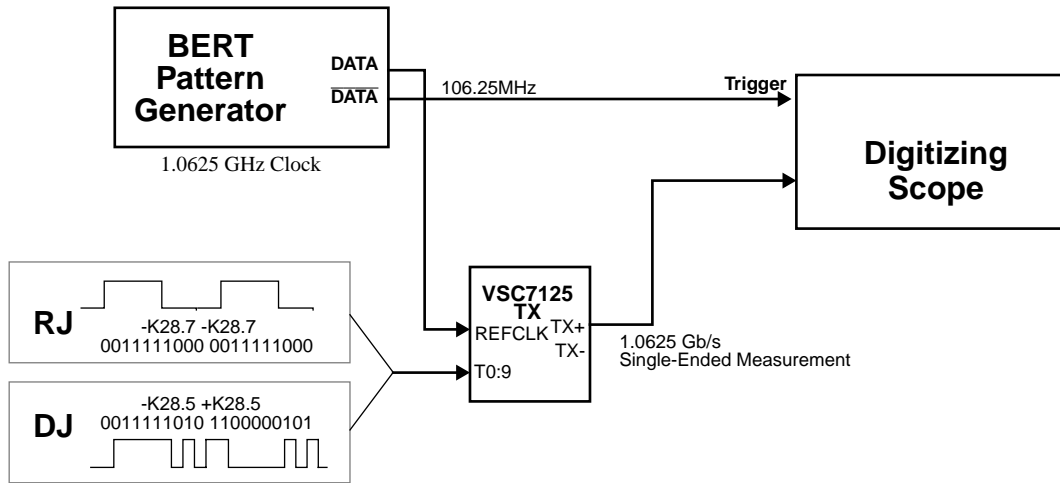 BERT
Pattern
Generator
DATA
DATA
1.0625 GHz Clock
106.25MHz
Trigger
Digitizing
Scope
RJ
-K28.7 -K28.7
0011111000 0011111000
DJ
-K28.5 +K28.5
0011111010 1100000101
VSC7125
TX
REFCLK
TX+
TX-
T0:9
1.0625 Gb/s
Single-Ended Measurement